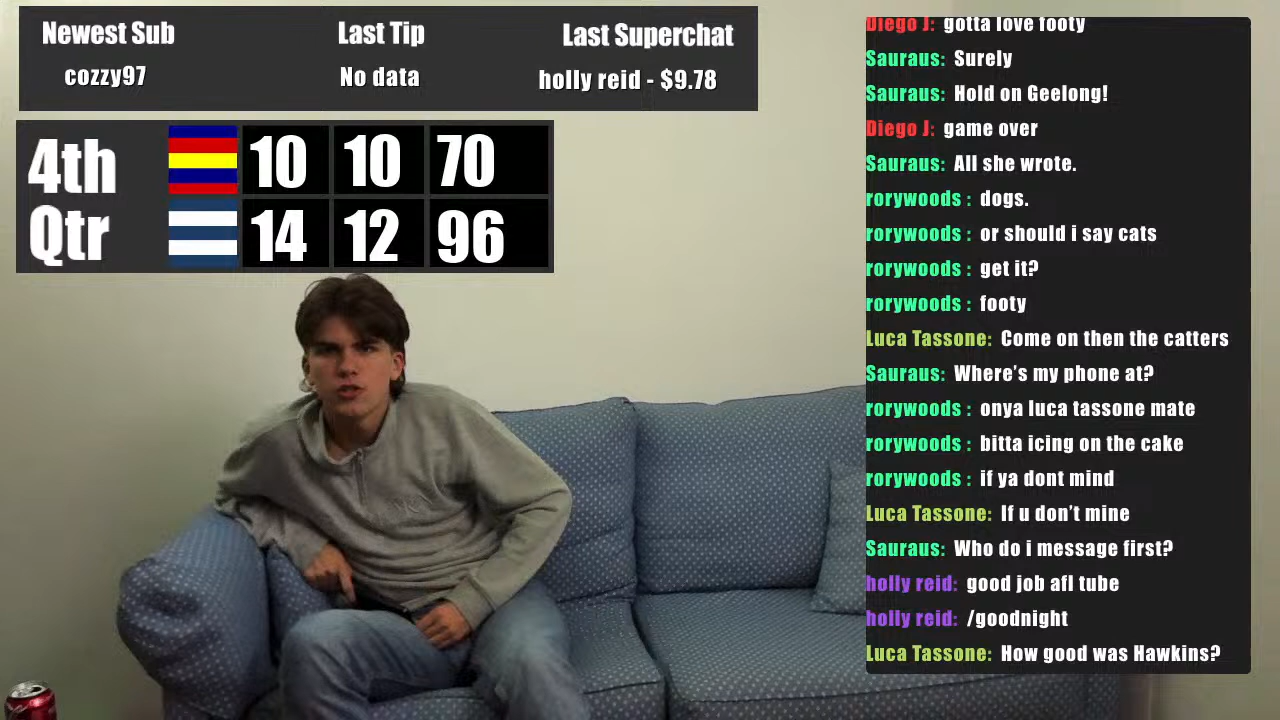 Newest Sub
Last Tip
Last Superchat
cozzy97
No data
holly reid - $9.78
4th
Qtr
10 10 70
14 12 96
Diego J: gotta love footy
Sauraus: Surely
Sauraus: Hold on Geelong!
Diego J: game over
Sauraus: All she wrote.
rorywoods : dogs.
rorywoods : or should i say cats
rorywoods : get it?
rorywoods : footy
Luca Tassone: Come on then the catters
Sauraus: Where's my phone at?
rorywoods : onya luca tassone mate
rorywoods : bitta icing on the cake
rorywoods : if ya dont mind
Luca Tassone: If u don't mine
Sauraus: Who do i message first?
holly reid: good job afl tube
holly reid: /goodnight
Luca Tassone: How good was Hawkins?